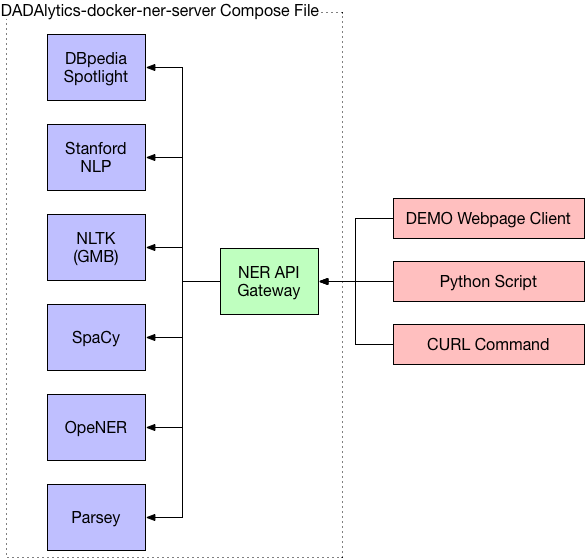 DADAlytics-docker-ner-server Compose File
DBpedia
Spotlight
Stanford
NLP
NLTK
(GMB)
SpaCy
OpeNER
Parsey
NER API
Gateway
DEMO Webpage Client
Python Script
CURL Command